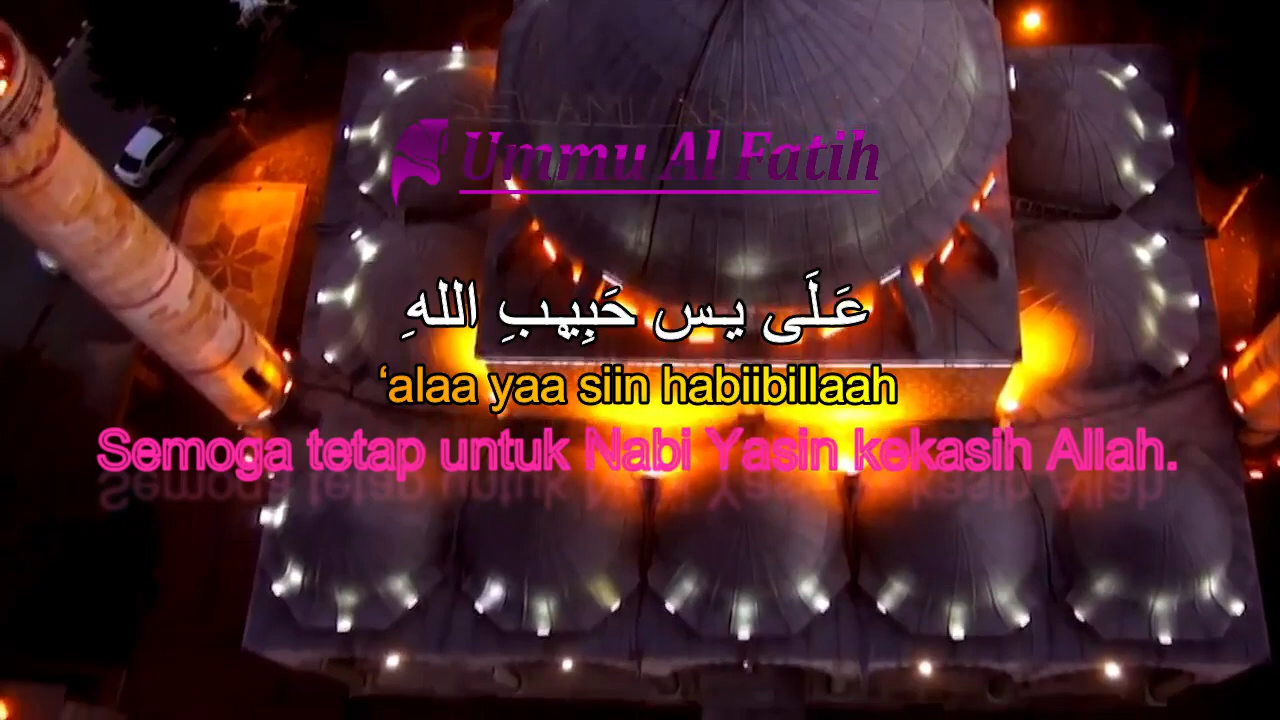 Ummu Al Fatih
عَلَى يس حَبِيبِ اللهِ
‘alaa yaa siin habiibillaah
Semoga tetap untuk Nabi Yasin kekasih Allah.